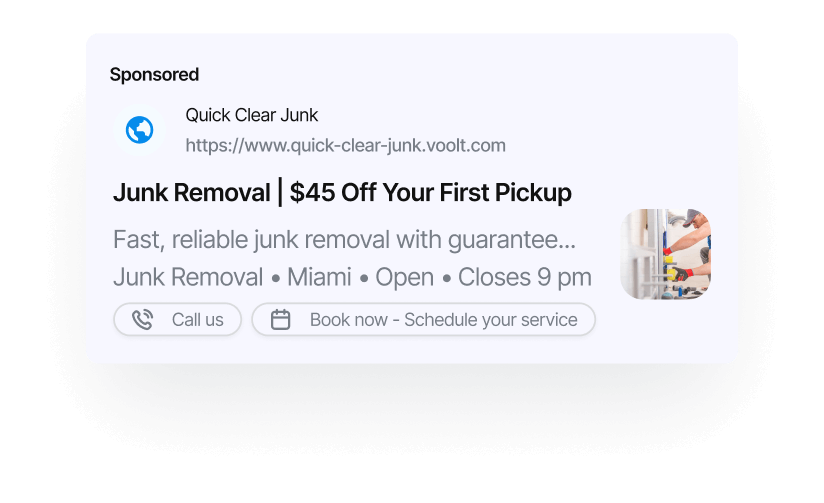 Sponsored
Quick Clear Junk
https://www.quick-clear-junk.voolt.com
Junk Removal | $45 Off Your First Pickup
Fast, reliable junk removal with guarantee...
Junk Removal • Miami • Open • Closes 9 pm
Call us
Book now - Schedule your service